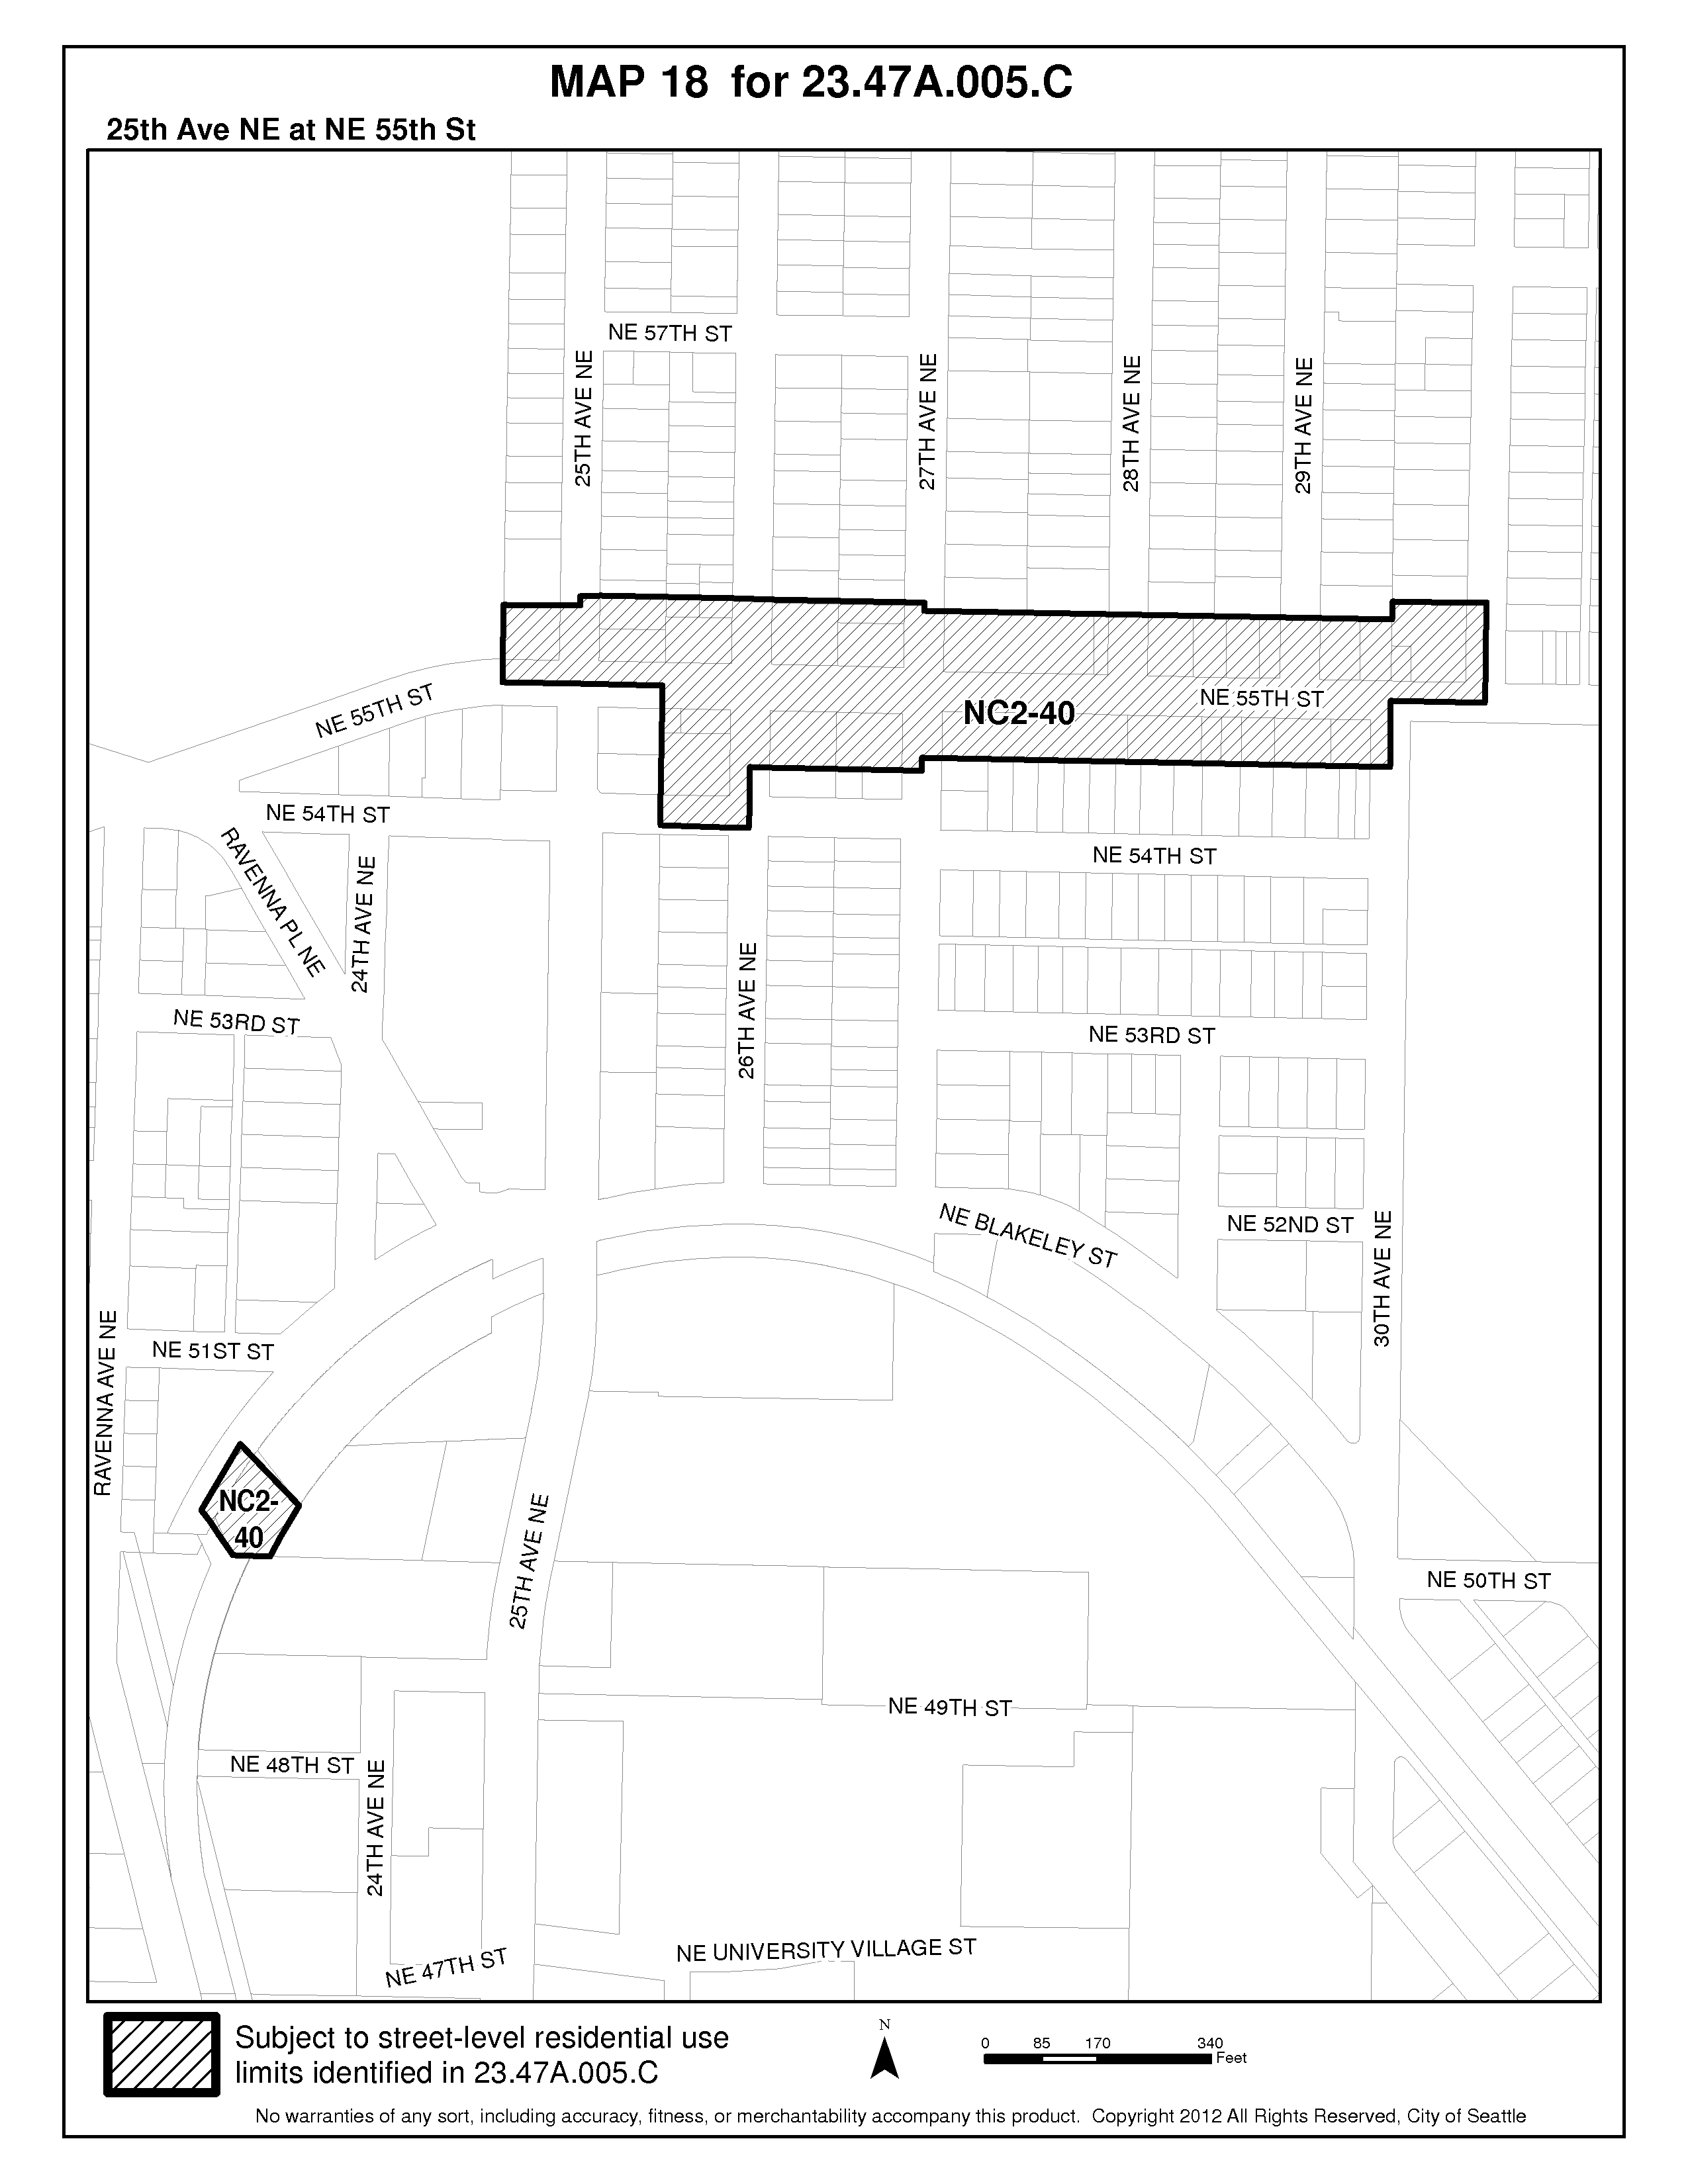 MAP 18 for 23.47A.005.C
25th Ave NE at NE 55th St
NE 57TH ST
25TH AVE NE
27TH AVE NE
28TH AVE NE
29TH AVE NE
NE 55TH ST
NC2-40
NE 55TH ST
NE 54TH ST
RAVENNA PL NE
24TH AVE NE
NE 54TH ST
26TH AVE NE
NE 53RD ST
NE 53RD ST
NE BLAKELEY ST
NE 52ND ST
30TH AVE NE
RAVENNA AVE NE
NE 51ST ST
NC2-
40
25TH AVE NE
NE 50TH ST
NE 49TH ST
NE 48TH ST
24TH AVE NE
NE 47TH ST
NE UNIVERSITY VILLAGE ST
Subject to street-level residential use
limits identified in 23.47A.005.C
N
0 85 170 340
Feet
No warranties of any sort, including accuracy, fitness, or merchantability accompany this product. Copyright 2012 All Rights Reserved, City of Seattle